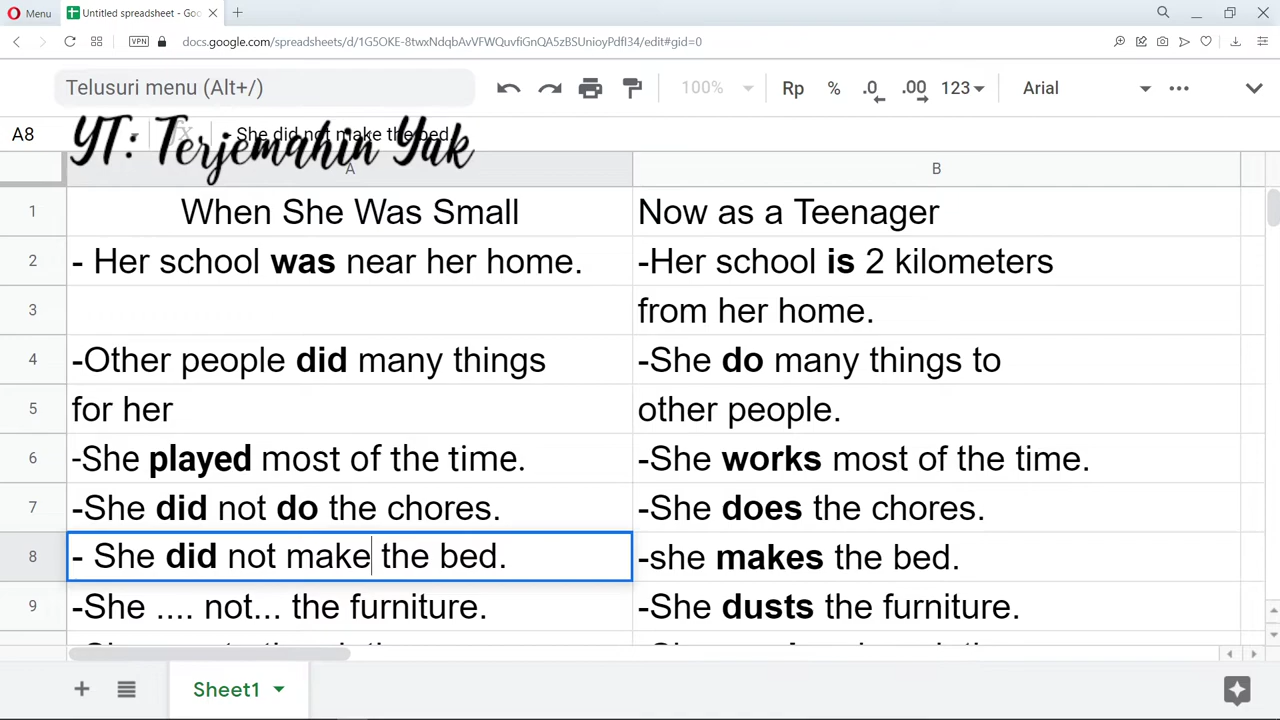 Menu
Untitled spreadsheet - Goo
VPN
docs.google.com/spreadsheets/d/1G5OKE-8twxNdqbAvVFWQuvfiGnQA5zBSUnioyPdfI34/edit#gid=0
Telusuri menu (Alt+/)
100%
Rp
%
.0
.00
123
Arial
A8
- She did not make the bed.
YT: Terjemahin Yuk
A
B
1
When She Was Small
Now as a Teenager
2
- Her school was near her home.
-Her school is 2 kilometers
3
from her home.
4
-Other people did many things
-She do many things to
5
for her
other people.
6
-She played most of the time.
-She works most of the time.
7
-She did not do the chores.
-She does the chores.
8
- She did not make the bed.
-she makes the bed.
9
-She .... not... the furniture.
-She dusts the furniture.
Sheet1